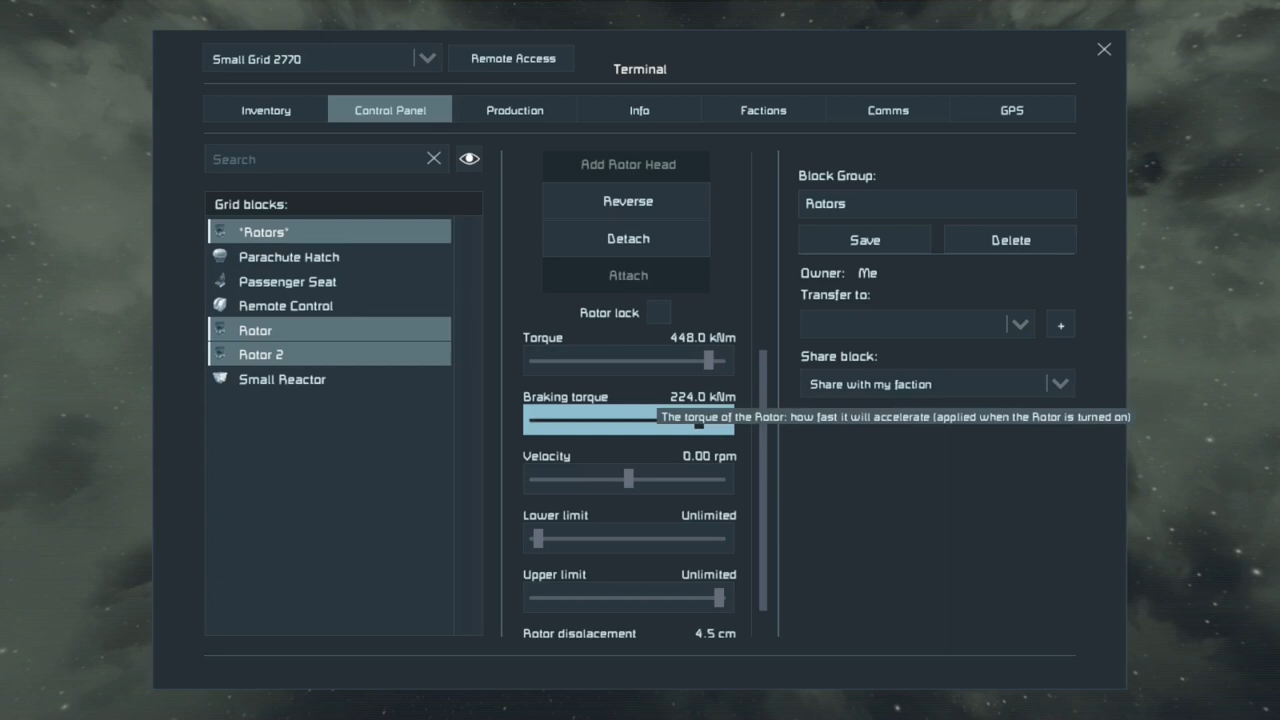 Small Grid 2770
Remote Access
Terminal
Inventory
Control Panel
Production
Info
Factions
Comms
GPS
Search
Grid blocks:
*Rotors*
Parachute Hatch
Passenger Seat
Remote Control
Rotor
Rotor 2
Small Reactor
Add Rotor Head
Reverse
Detach
Attach
Rotor lock
Torque 448.0 kNm
Braking torque 224.0 kNm
The torque of the Rotor: how fast it will accelerate (applied when the Rotor is turned on)
Velocity 0.00 rpm
Lower limit Unlimited
Upper limit Unlimited
Rotor displacement 4.5 cm
Block Group:
Rotors
Save
Delete
Owner: Me
Transfer to:
+
Share block:
Share with my faction